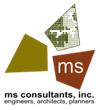 ms
ms consultants, inc.
engineers, architects, planners